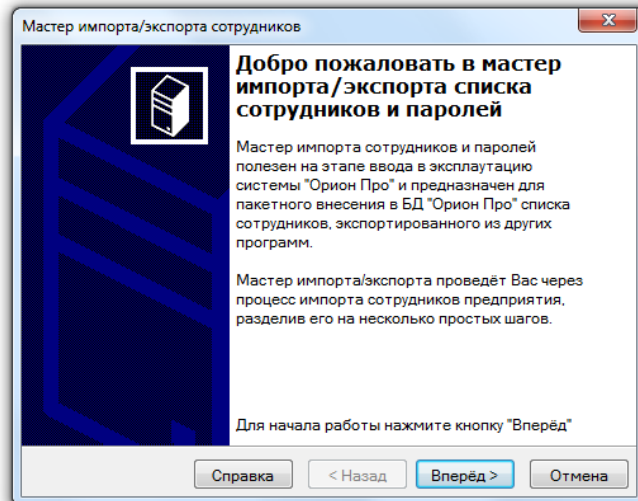 Мастер импорта/экспорта сотрудников
Добро пожаловать в мастер
импорта/экспорта списка
сотрудников и паролей
Мастер импорта сотрудников и паролей
полезен на этапе ввода в эксплаутацию
системы "Орион Про" и предназначен для
пакетного внесения в БД "Орион Про" списка
сотрудников, экспортированного из других
программ.
Мастер импорта/экспорта проведёт Вас через
процесс импорта сотрудников предприятия,
разделив его на несколько простых шагов.
Для начала работы нажмите кнопку "Вперёд"
Справка < Назад Вперёд > Отмена